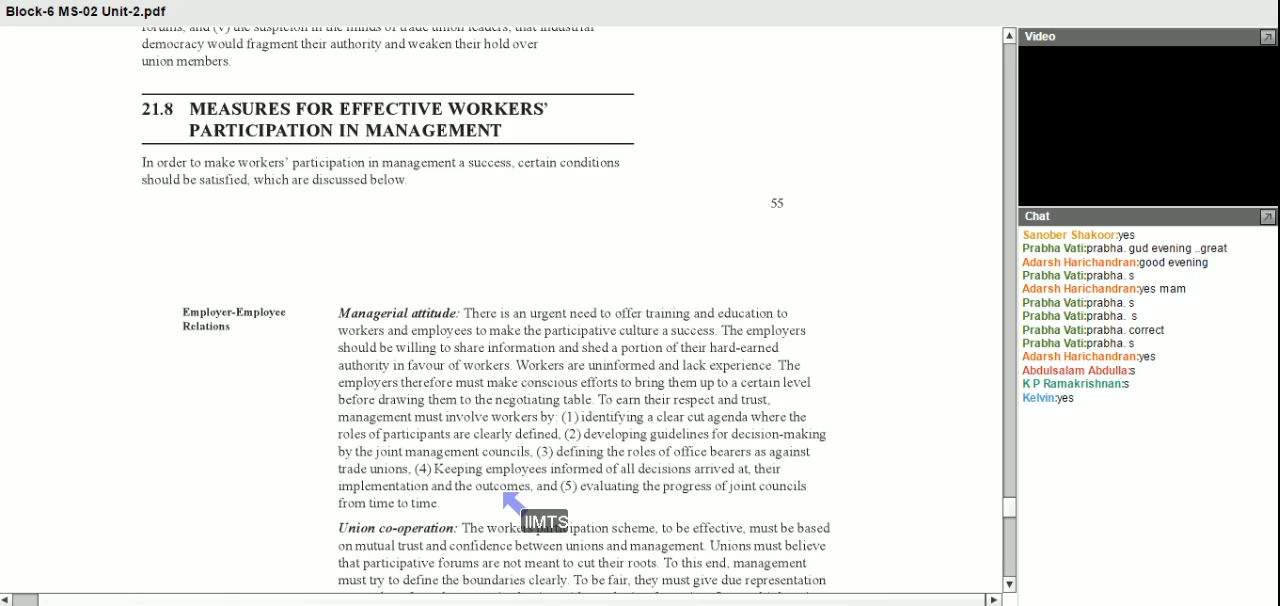 Block-6 MS-02 Unit-2.pdf
forums, and (v) the suspicion in the minds of trade union leaders, that industrial
democracy would fragment their authority and weaken their hold over
union members.
21.8 MEASURES FOR EFFECTIVE WORKERS'
PARTICIPATION IN MANAGEMENT
In order to make workers' participation in management a success, certain conditions
should be satisfied, which are discussed below.
55
Employer-Employee
Relations
Managerial attitude: There is an urgent need to offer training and education to
workers and employees to make the participative culture a success. The employers
should be willing to share information and shed a portion of their hard-earned
authority in favour of workers. Workers are uninformed and lack experience. The
employers therefore must make conscious efforts to bring them up to a certain level
before drawing them to the negotiating table. To earn their respect and trust,
management must involve workers by: (1) identifying a clear cut agenda where the
roles of participants are clearly defined, (2) developing guidelines for decision-making
by the joint management councils, (3) defining the roles of office bearers as against
trade unions, (4) Keeping employees informed of all decisions arrived at, their
implementation and the outcomes, and (5) evaluating the progress of joint councils
from time to time.
IIMTS
Union co-operation: The workers participation scheme, to be effective, must be based
on mutual trust and confidence between unions and management. Unions must believe
that participative forums are not meant to cut their roots. To this end, management
must try to define the boundaries clearly. To be fair, they must give due representation
Video
Chat
Sanober Shakoor:yes
Prabha Vati:prabha. gud evening ..great
Adarsh Harichandran:good evening
Prabha Vati:prabha. s
Adarsh Harichandran:yes mam
Prabha Vati:prabha. s
Prabha Vati:prabha. s
Prabha Vati:prabha. correct
Prabha Vati:prabha. s
Adarsh Harichandran:yes
Abdulsalam Abdulla:s
K P Ramakrishnan:s
Kelvin:yes